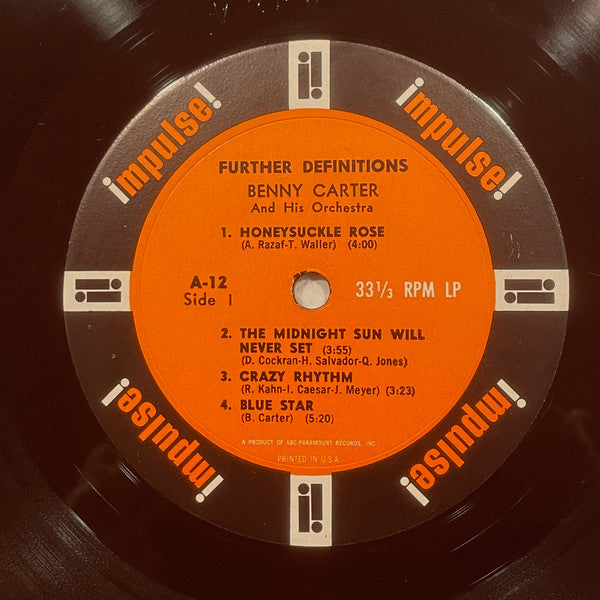 impulse!
impulse!
FURTHER DEFINITIONS
BENNY CARTER
And His Orchestra
1. HONEYSUCKLE ROSE
(A. Razaf-T. Waller) (4:00)
A-12
Side I
33 1/3 RPM LP
2. THE MIDNIGHT SUN WILL
NEVER SET (3:55)
(D. Cockran-H. Salvador-Q. Jones)
3. CRAZY RHYTHM
(R. Kahn-I. Caesar-J. Meyer) (3:23)
4. BLUE STAR
(B. Carter) (5:20)
A PRODUCT OF ABC-PARAMOUNT RECORDS, INC.
PRINTED IN U.S.A.
impulse!
impulse!